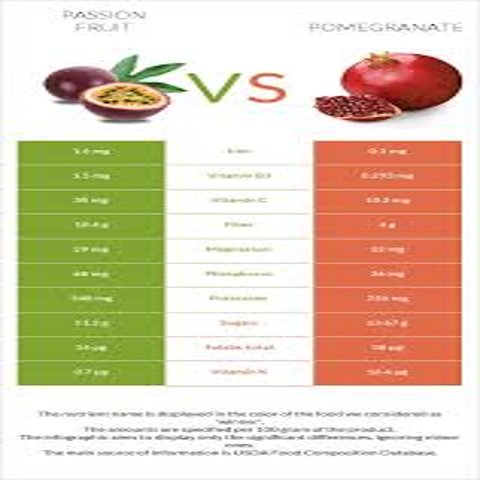 PASSION
FRUIT
POMEGRANATE
VS
1.6 mg Iron 0.3 mg
1.5 mg Vitamin B3 0.293 mg
30 mg Vitamin C 10.2 mg
10.4 g Fiber 4 g
29 mg Magnesium 12 mg
68 mg Phosphorus 36 mg
348 mg Potassium 236 mg
11.2 g Sugars 13.67 g
Folate, total
0.7 µg Vitamin K 16.4 µg
The nutrient name is displayed in the color of the food we considered as
"winner".
The amounts are specified per 100 gram of the product.
The infographic aims to display only the significant differences, ignoring minor
ones.
The main source of information is USDA Food Composition Database.